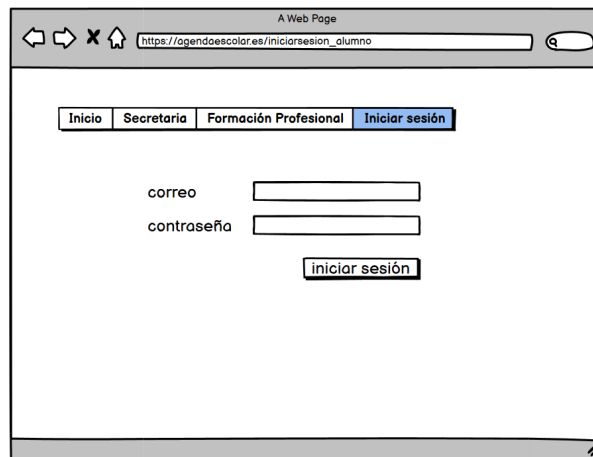 A Web Page
https://agendaescolar.es/iniciarsesion_alumno
Inicio Secretaria Formación Profesional Iniciar sesión
correo
contraseña
iniciar sesión